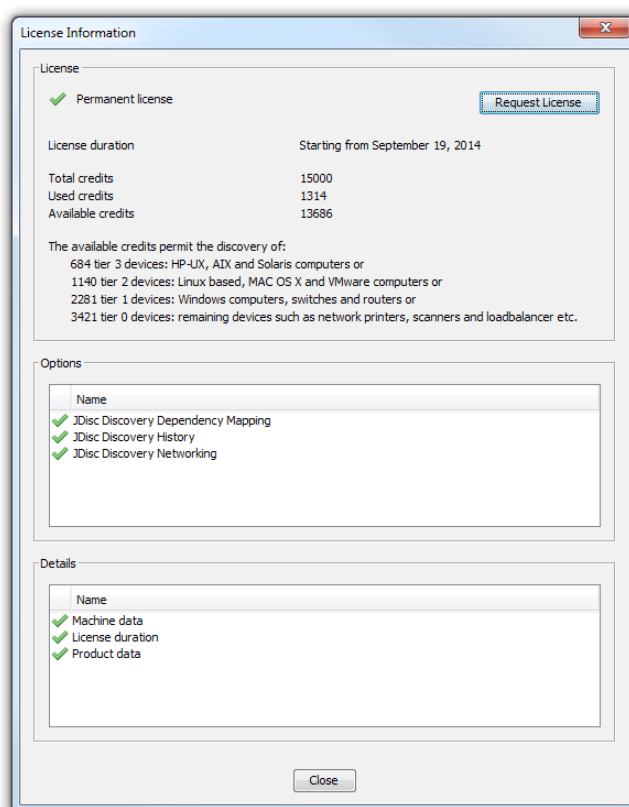 License Information
License
Permanent license
Request License
License duration Starting from September 19, 2014
Total credits 15000
Used credits 1314
Available credits 13686
The available credits permit the discovery of:
684 tier 3 devices: HP-UX, AIX and Solaris computers or
1140 tier 2 devices: Linux based, MAC OS X and VMware computers or
2281 tier 1 devices: Windows computers, switches and routers or
3421 tier 0 devices: remaining devices such as network printers, scanners and loadbalancer etc.
Options
Name
JDisc Discovery Dependency Mapping
JDisc Discovery History
JDisc Discovery Networking
Details
Name
Machine data
License duration
Product data
Close